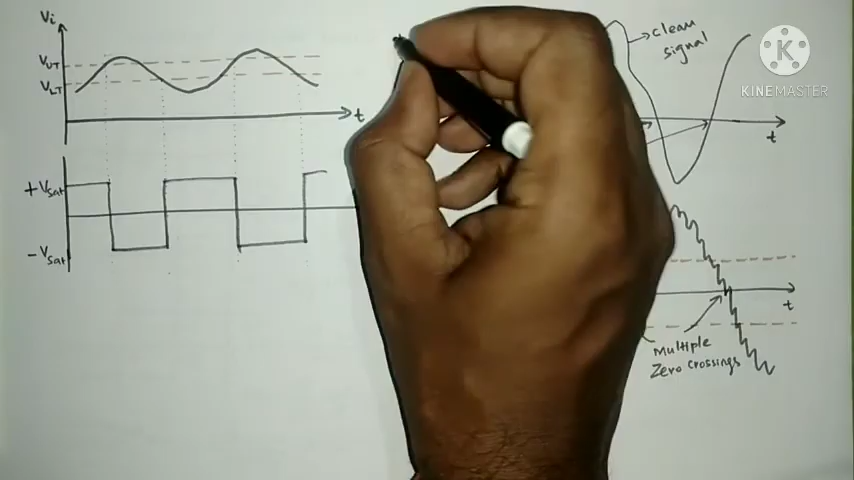 Vi
VUT
VLT
t
+Vsat
-Vsat
clean
signal
t
t
Multiple
Zero crossings
KINEMASTER